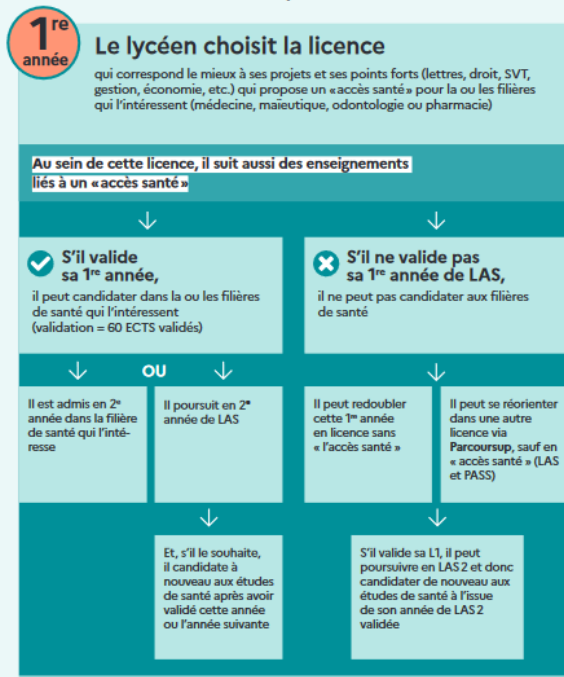 1re
année
Le lycéen choisit la licence
qui correspond le mieux à ses projets et ses points forts (lettres, droit, SVT,
gestion, économie, etc.) qui propose un «accès santé» pour la ou les filières
qui l'intéressent (médecine, maïeutique, odontologie ou pharmacie)
Au sein de cette licence, il suit aussi des enseignements
liés à un «accès santé»
S'il valide
sa 1re année,
il peut candidater dans la ou les filières
de santé qui l'intéressent
(validation = 60 ECTS validés)
S'il ne valide pas
sa 1re année de LAS,
il ne peut pas candidater aux filières
de santé
OU
Il est admis en 2e
année dans la filière
de santé qui l'inté-
resse
Il poursuit en 2e
année de LAS
Il peut redoubler
cette 1re année
en licence sans
« l'accès santé »
Il peut se réorienter
dans une autre
licence via
Parcoursup, sauf en
« accès santé » (LAS
et PASS)
Et, s'il le souhaite,
il candidate à
nouveau aux études
de santé après avoir
validé cette année
ou l'année suivante
S'il valide sa L1, il peut
poursuivre en LAS 2 et donc
candidater de nouveau aux
études de santé à l'issue
de son année de LAS 2
validée